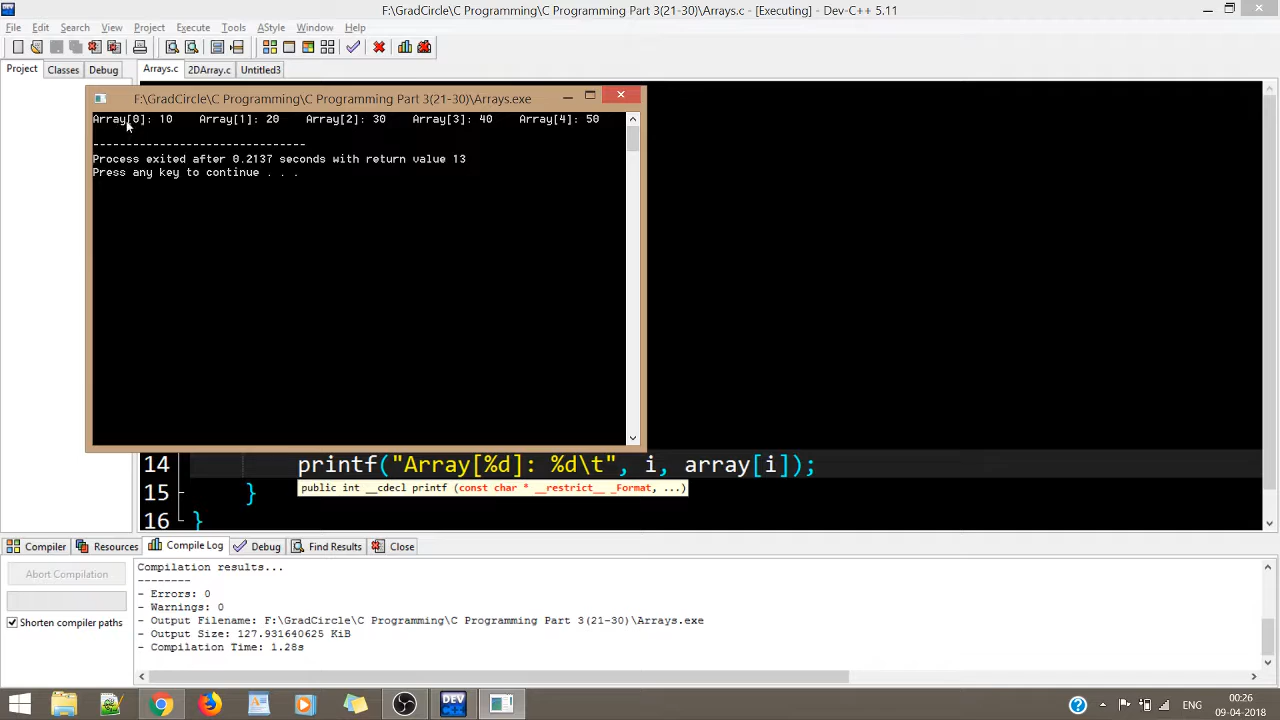 F:\GradCircle\C Programming\C Programming Part 3(21-30)\Arrays.c - [Executing] - Dev-C++ 5.11
File Edit Search View Project Execute Tools AStyle Window Help
Project Classes Debug Arrays.c 2DArray.c Untitled3
F:\GradCircle\C Programming\C Programming Part 3(21-30)\Arrays.exe
Array[0]: 10 Array[1]: 20 Array[2]: 30 Array[3]: 40 Array[4]: 50
--------------------------------
Process exited after 0.2137 seconds with return value 13
Press any key to continue . . .
14 printf("Array[%d]: %d\t", i, array[i]);
15 }
public int __cdecl printf (const char * __restrict__ _Format, ...)
16 }
Compiler Resources Compile Log Debug Find Results Close
Abort Compilation
Shorten compiler paths
Compilation results...
--------
- Errors: 0
- Warnings: 0
- Output Filename: F:\GradCircle\C Programming\C Programming Part 3(21-30)\Arrays.exe
- Output Size: 127.931640625 KiB
- Compilation Time: 1.28s
DEV
ENG
00:26
09-04-2018